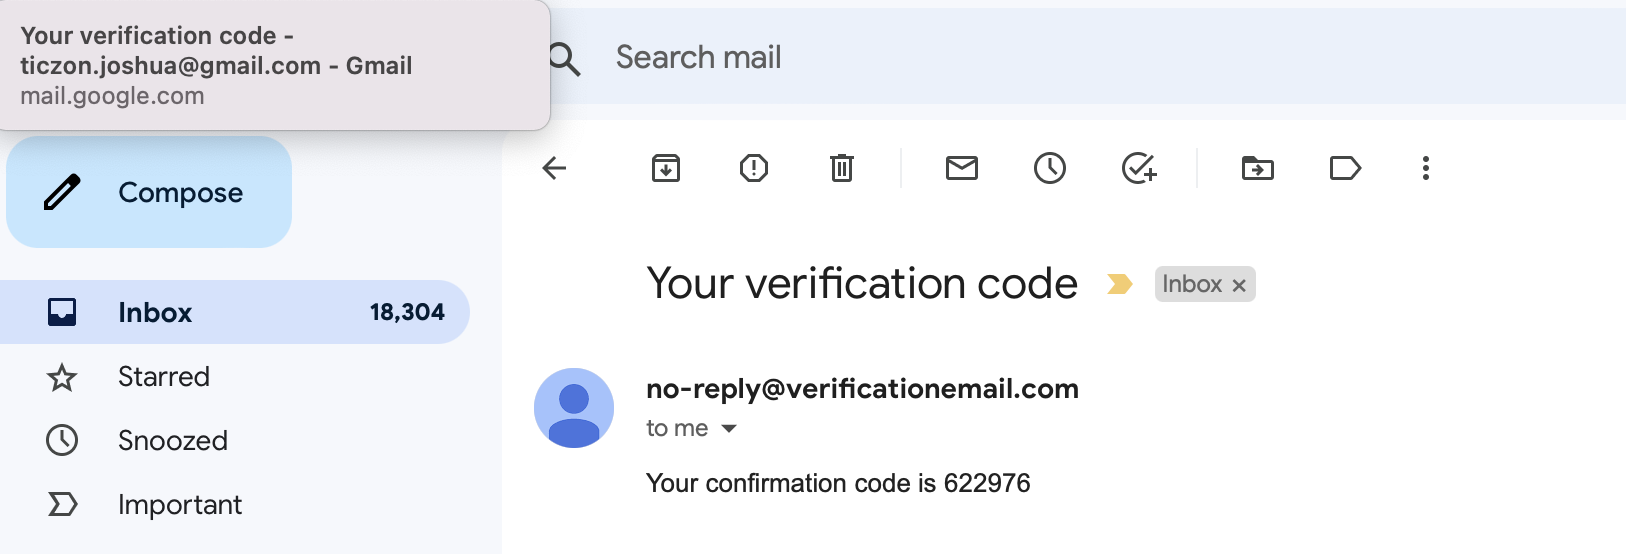 Your verification code -
ticzon.joshua@gmail.com - Gmail
mail.google.com
Search mail
Compose
Inbox 18,304
Starred
Snoozed
Important
Your verification code Inbox ×
no-reply@verificationemail.com
to me
Your confirmation code is 622976